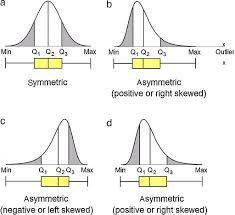 a
Min Q1 Q2 Q3 Max
Symmetric
b
Min Q1 Q2 Q3 Max
x
Outlier
x
Asymmetric
(positive or right skewed)
c
Min Q1 Q2 Q3 Max
Asymmetric
(negative or left skewed)
d
Min Q1 Q2 Q3 Max
Asymmetric
(positive or right skewed)